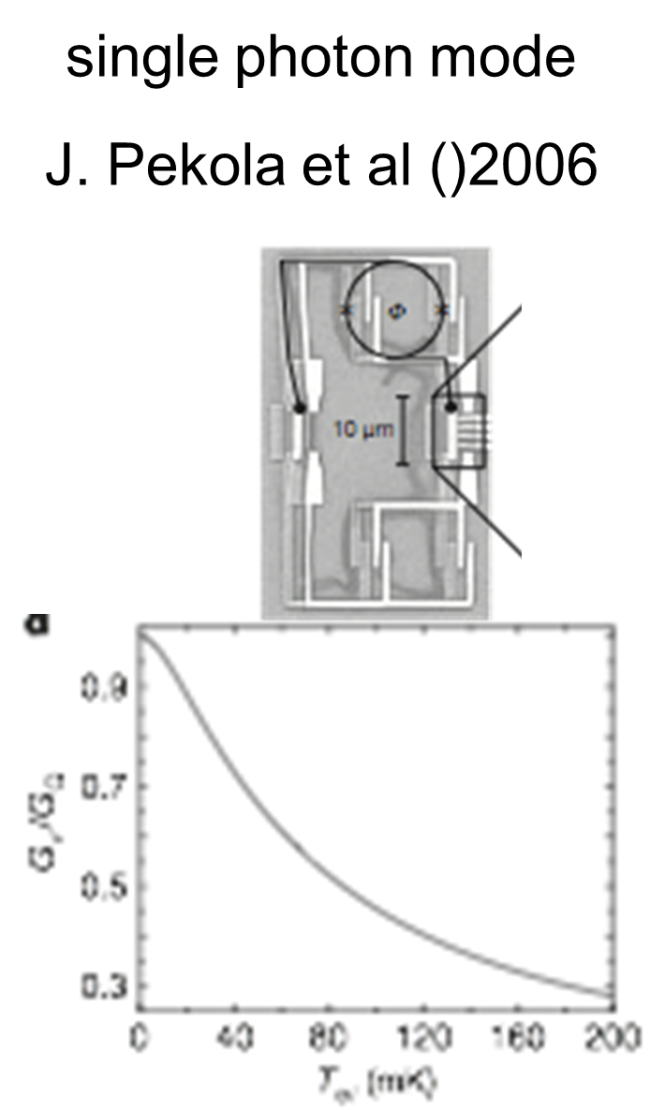 single photon mode
J. Pekola et al ()2006
Φ
10 μm
a
0.9
0.7
0.5
0.3
0 40 80 120 160 200
(mK)